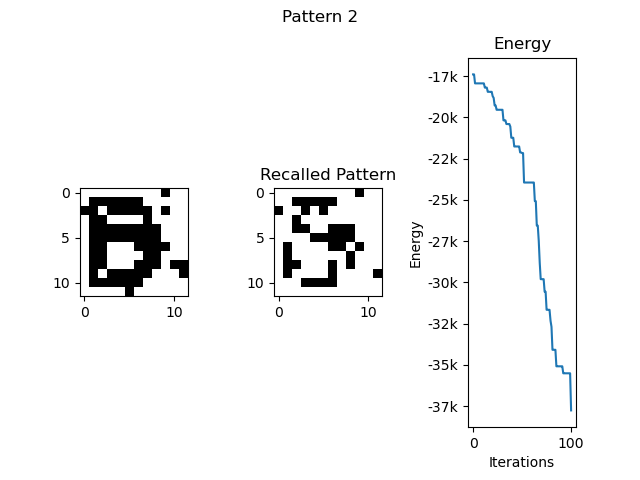 Pattern 2
0
5
10
0 10
Recalled Pattern
0
5
10
0 10
Energy
-17k
-20k
-22k
-25k
-27k
-30k
-32k
-35k
-37k
Energy
0 100
Iterations